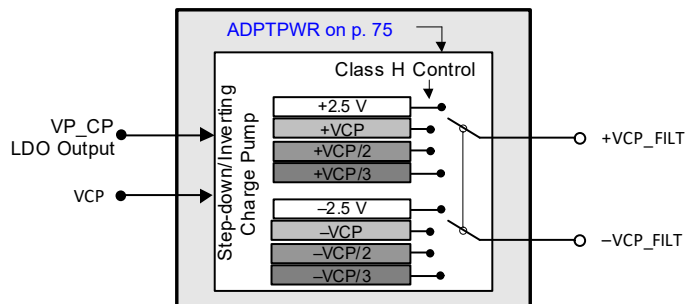 ADPTPWR on p. 75
Class H Control
VP_CP
LDO Output
VCP
Step-down/Inverting
Charge Pump
+2.5 V
+VCP
+VCP/2
+VCP/3
–2.5 V
–VCP
–VCP/2
–VCP/3
+VCP_FILT
–VCP_FILT